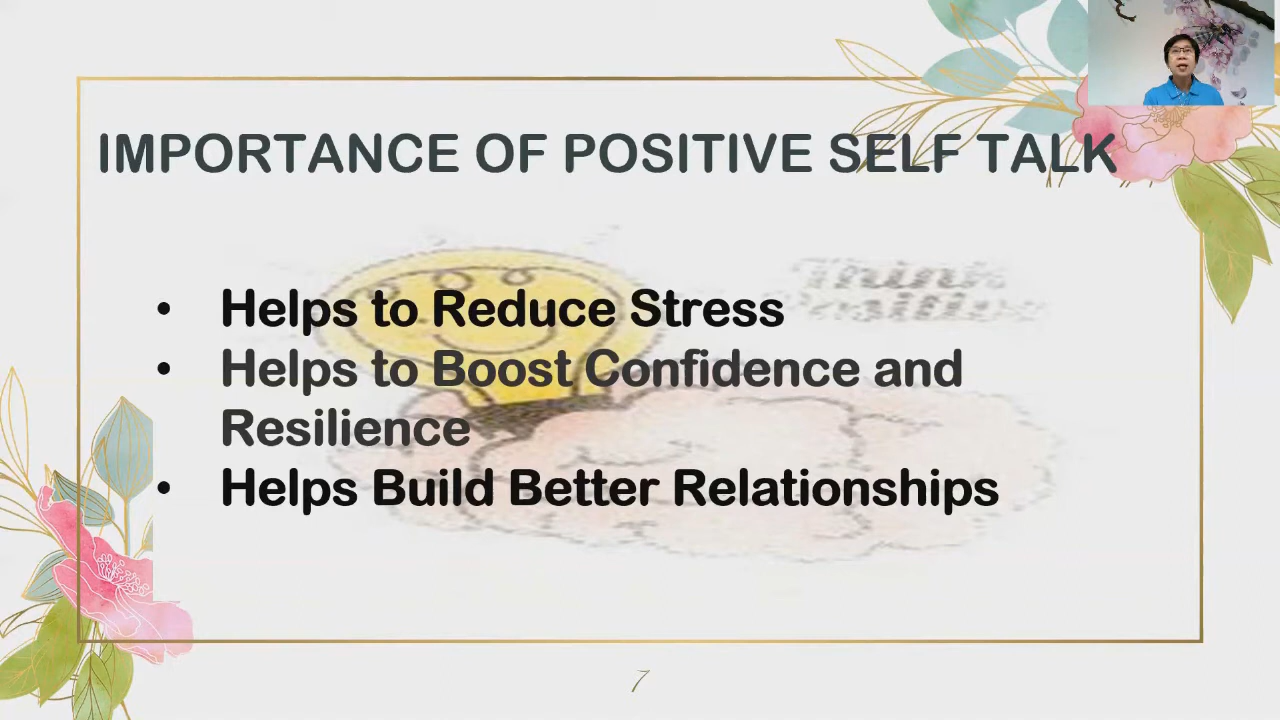 IMPORTANCE OF POSITIVE SELF TALK
Think
• Helps to Reduce Stress
• Helps to Boost Confidence and
Resilience
• Helps Build Better Relationships
7